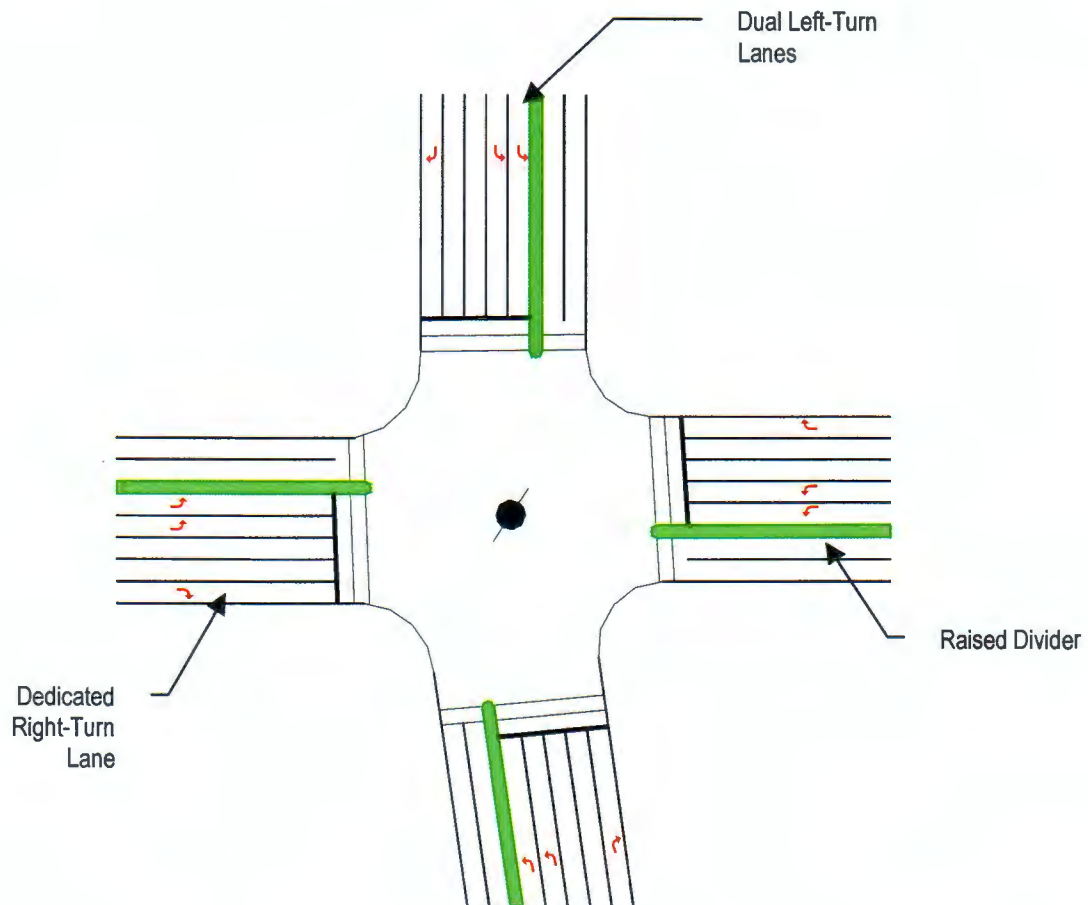 Dual Left-Turn
Lanes
Raised Divider
Dedicated
Right-Turn
Lane